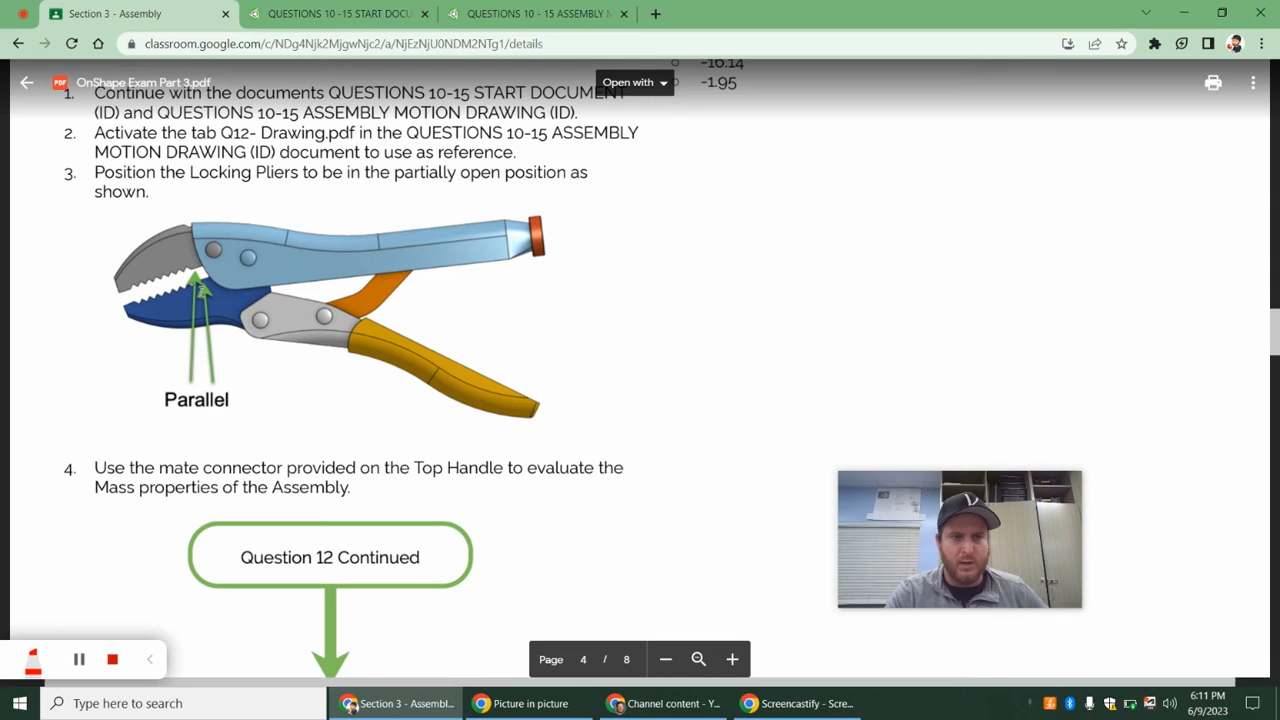 Section 3 - Assembly
QUESTIONS 10 -15 START DOCU
QUESTIONS 10 - 15 ASSEMBLY M
classroom.google.com/c/NDg4Njk2MjgwNjc2/a/NjEzNjU0NDM2NTg1/details
OnShape Exam Part 3.pdf
Open with
-16.14
-1.95
1. Continue with the documents QUESTIONS 10-15 START DOCUMENT
(ID) and QUESTIONS 10-15 ASSEMBLY MOTION DRAWING (ID).
2. Activate the tab Q12- Drawing.pdf in the QUESTIONS 10-15 ASSEMBLY
MOTION DRAWING (ID) document to use as reference.
3. Position the Locking Pliers to be in the partially open position as
shown.
Parallel
4. Use the mate connector provided on the Top Handle to evaluate the
Mass properties of the Assembly.
Question 12 Continued
Page 4 / 8
Type here to search
Section 3 - Assembl...
Picture in picture
Channel content - Y...
Screencastify - Scre...
6:11 PM
6/9/2023